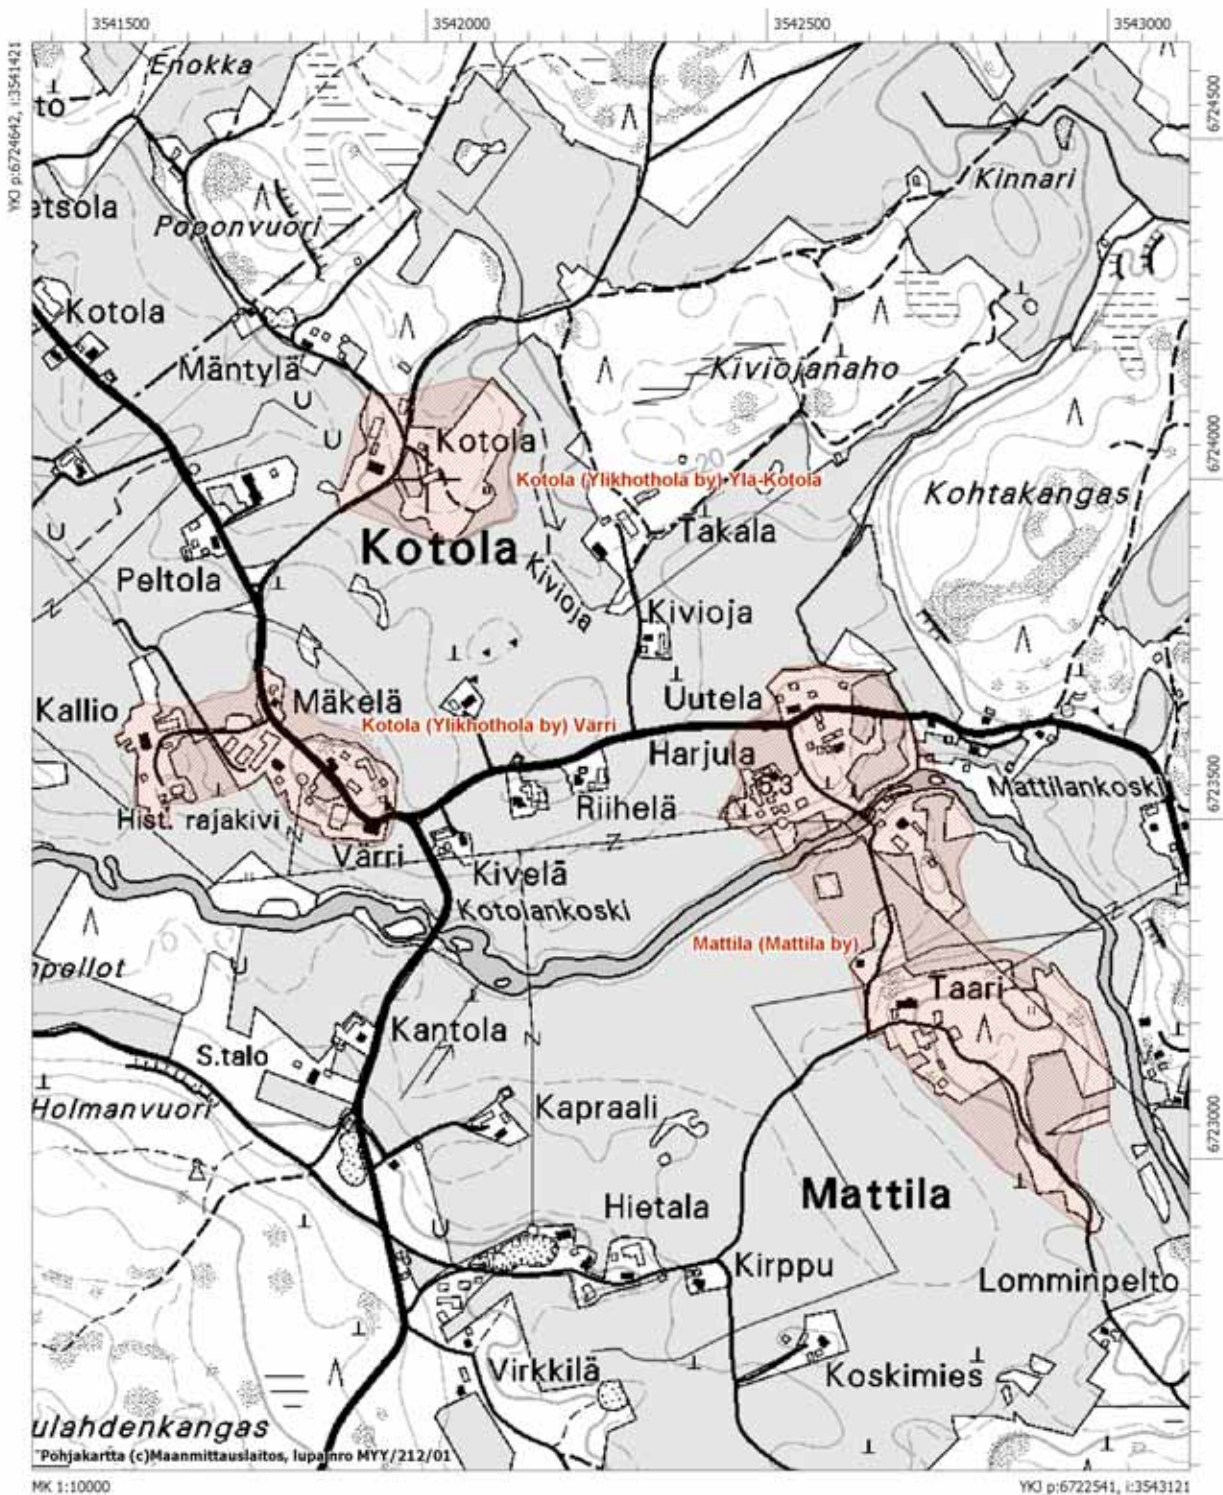 3541500
3542000
3542500
3543000
YKJ p:6724642, i:3541421
6724500
6724000
6723500
6723000
Enokka
to
Kinnari
etsola
Poponvuori
Kotola
Mäntylä
Kiviojanaho
U
U
Kotola
20
Kotola (Ylikhothola by) Yla-Kotola
Kohtakangas
U
Kotola
Takala
Peltola
Kivioja
Kivioja
Kallio
Mäkelä
Uutela
Kotola (Ylikhothola by) Värri
Harjula
Mattilankoski
Hist. rajakivi
Riihelä
Värri
Kivelä
Kotolankoski
Mattila (Mattila by)
npellot
U
Taari
Kantola
S.talo
Holmanvuori
Kapraali
Mattila
Hietala
U
Kirppu
Lomminpelto
Virkkilä
Koskimies
ulahdenkangas
"Pohjakartta (c)Maanmittauslaitos, lupanro MYY/212/01
MK 1:10000
YKJ p:6722541, i:3543121